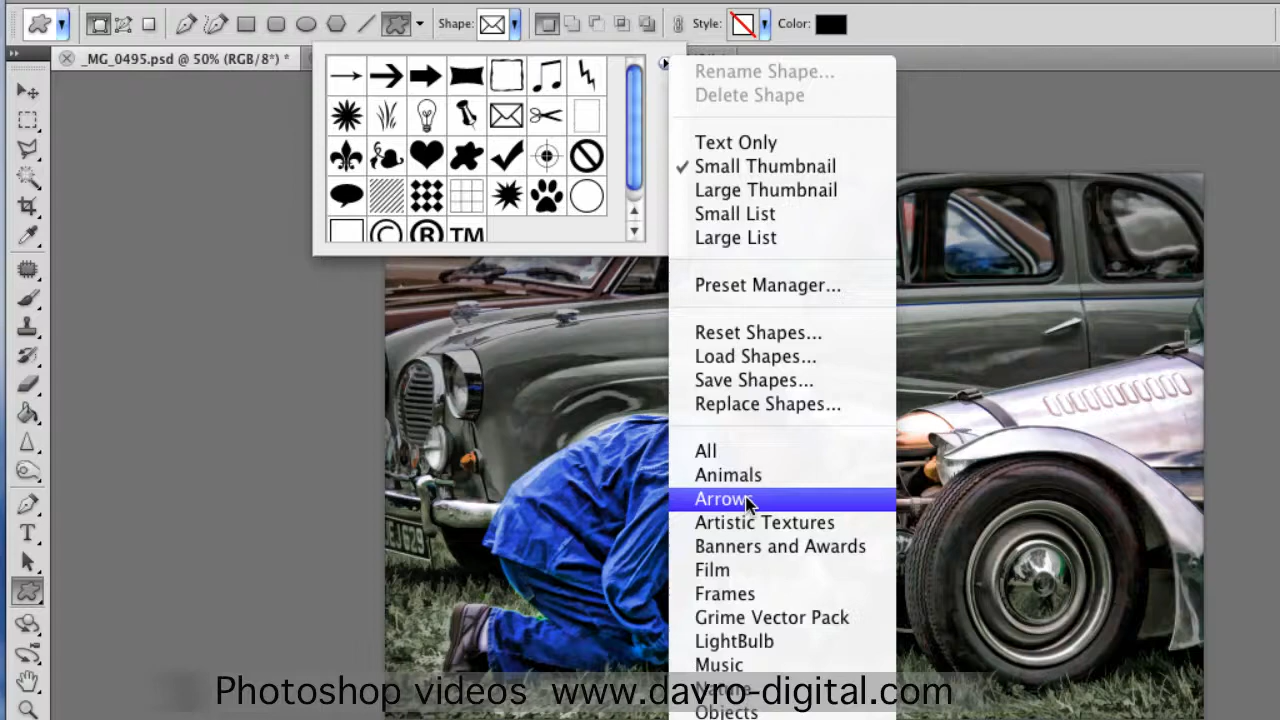 Shape:
Style:
Color:
_MG_0495.psd @ 50% (RGB/8*) *
Rename Shape...
Delete Shape
Text Only
Small Thumbnail
Large Thumbnail
Small List
Large List
Preset Manager...
Reset Shapes...
Load Shapes...
Save Shapes...
Replace Shapes...
All
Animals
Arrows
Artistic Textures
Banners and Awards
Film
Frames
Grime Vector Pack
LightBulb
Music
Nature
Objects
© ® TM
Photoshop videos www.davro-digital.com